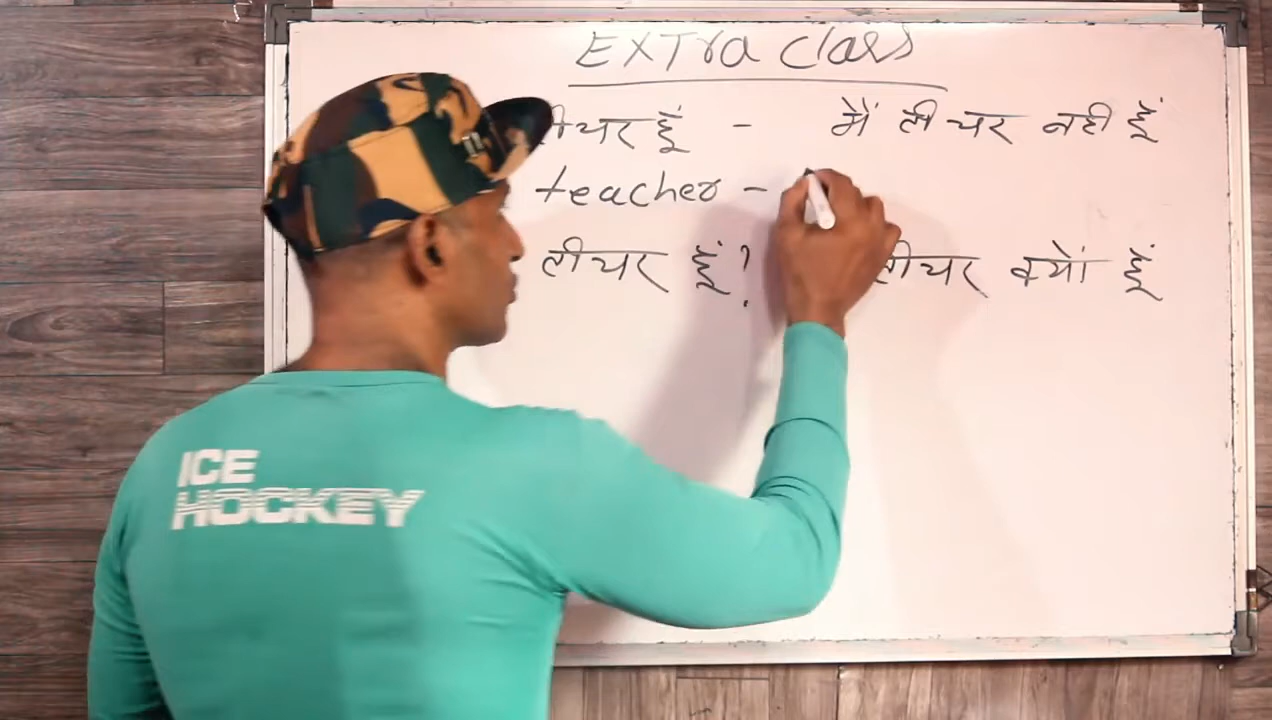 EXTra Class
टीचर हूं - मैं टीचर नही हूं
teacher -
टीचर हूं? टीचर क्यों हूं
ICE
HOCKEY